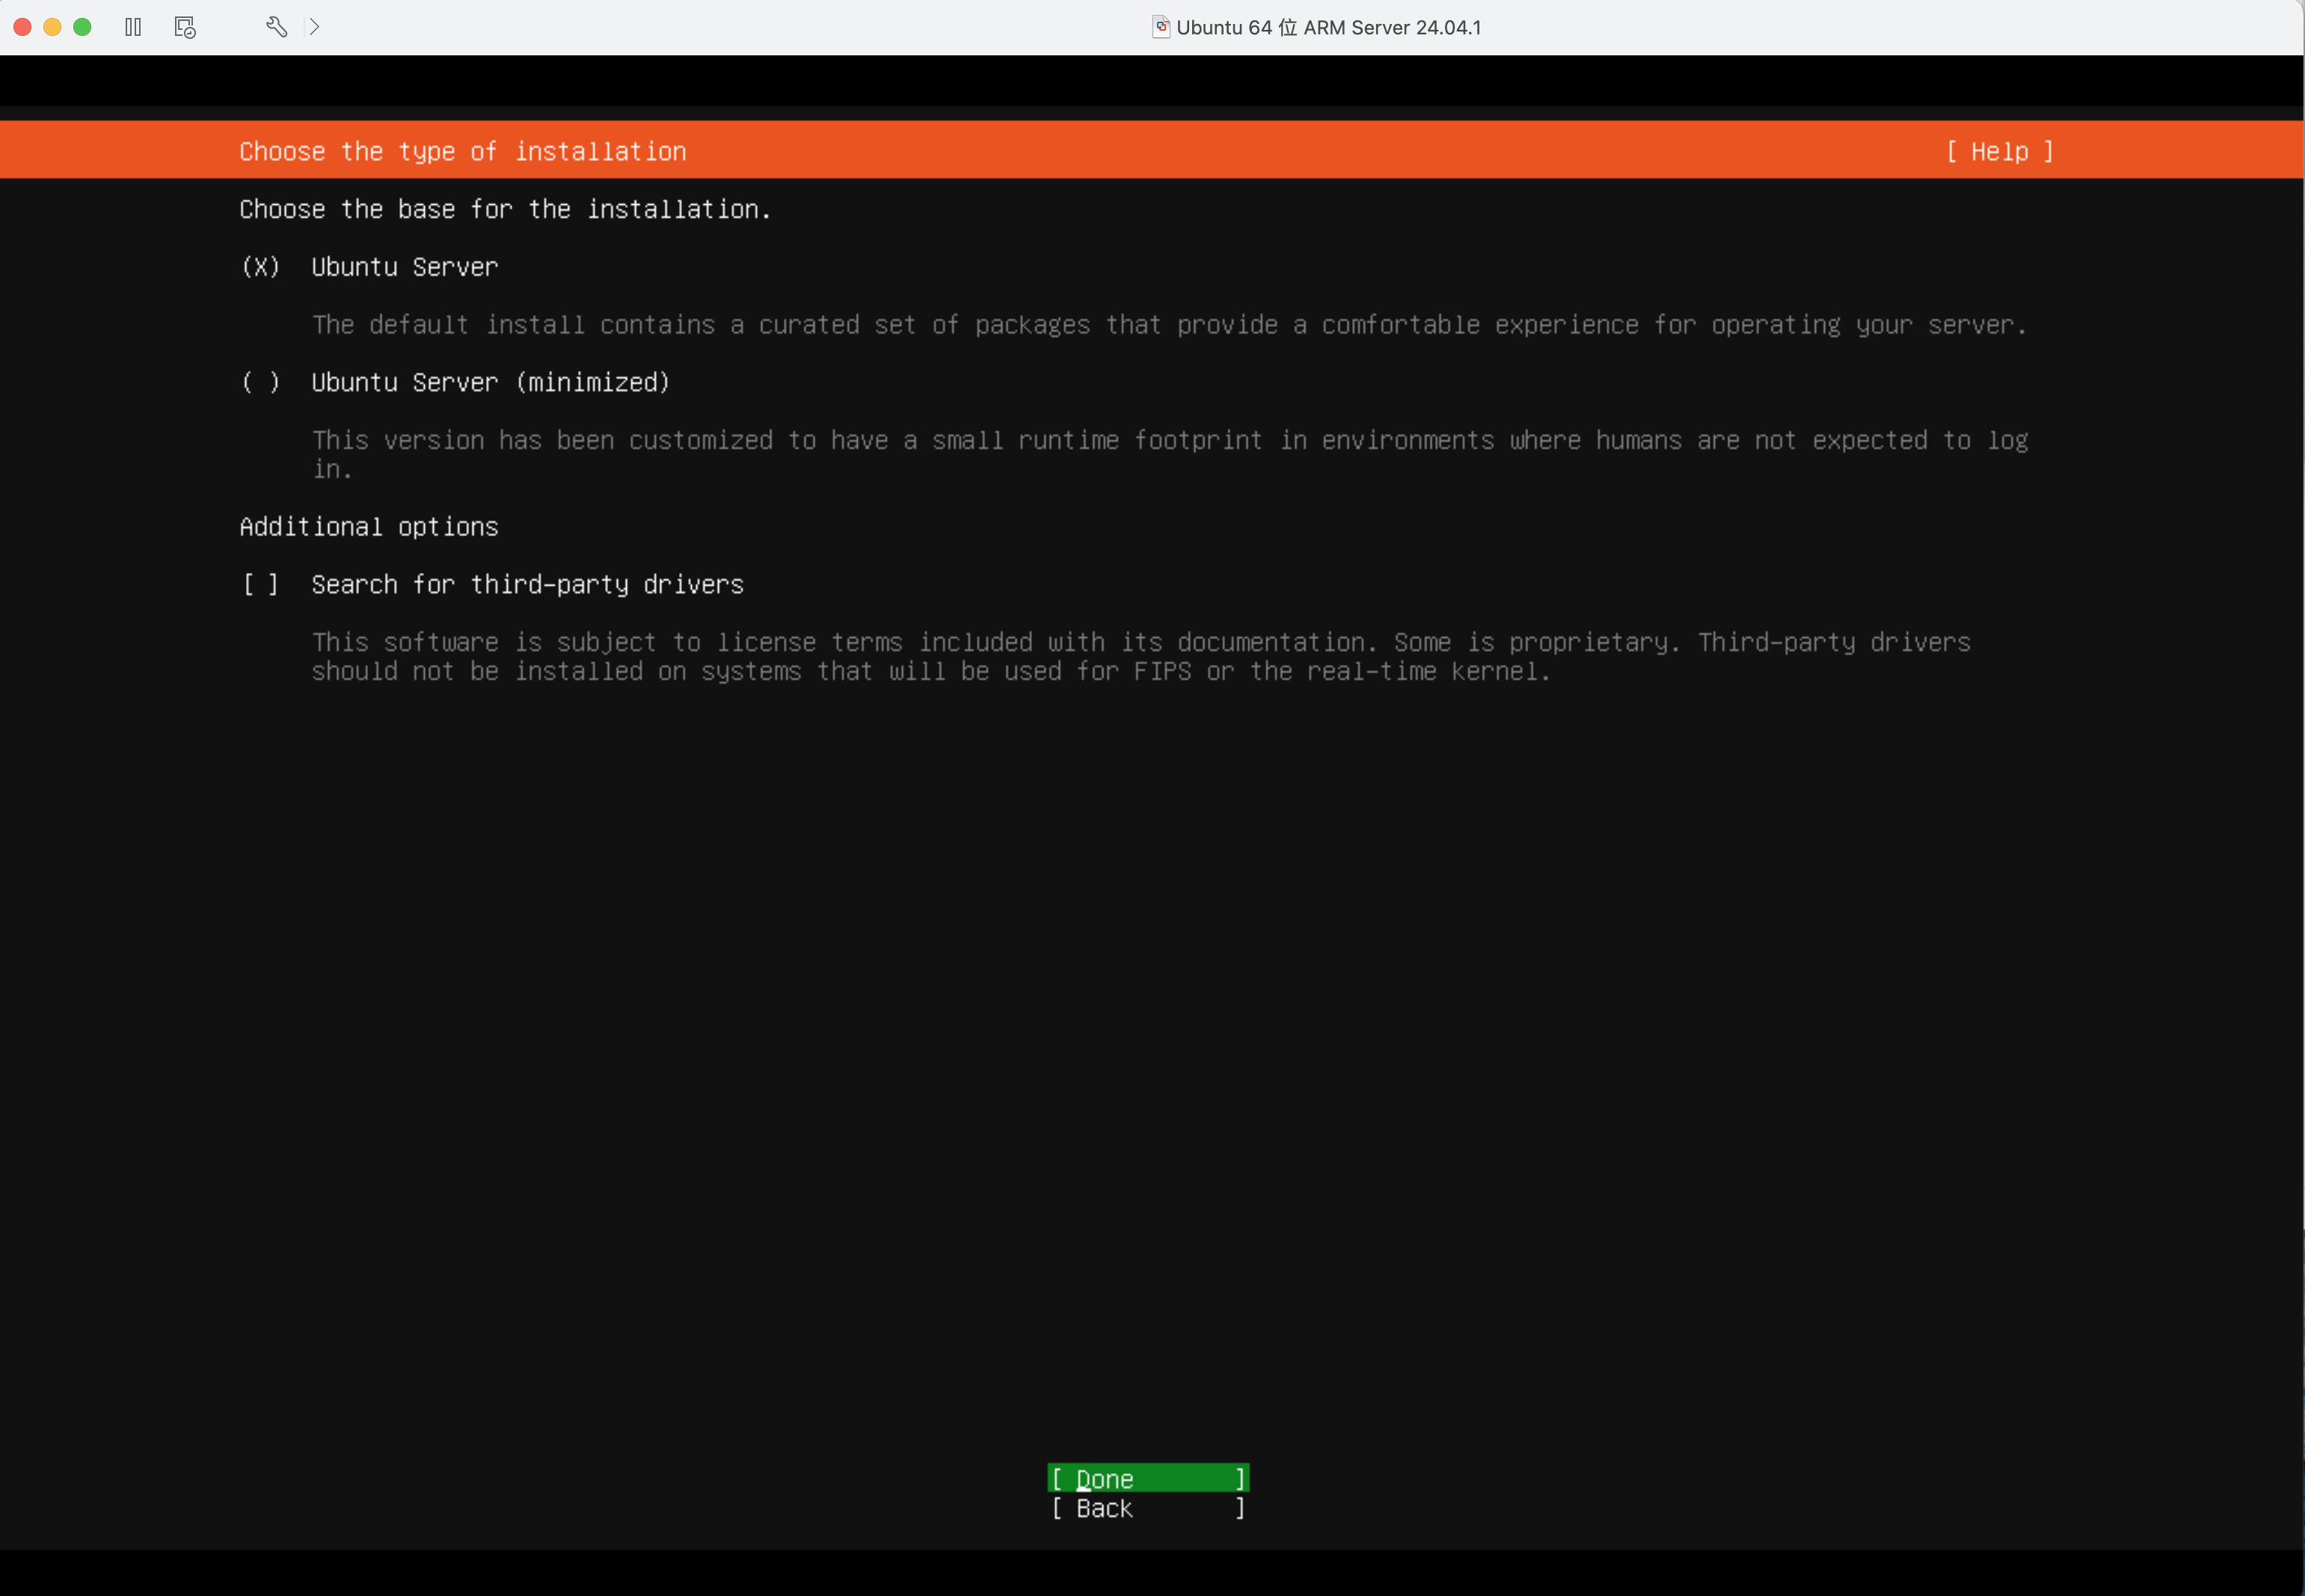 Ubuntu 64 位 ARM Server 24.04.1
Choose the type of installation [ Help ]
Choose the base for the installation.
(X) Ubuntu Server
The default install contains a curated set of packages that provide a comfortable experience for operating your server.
( ) Ubuntu Server (minimized)
This version has been customized to have a small runtime footprint in environments where humans are not expected to log
in.
Additional options
[ ] Search for third-party drivers
This software is subject to license terms included with its documentation. Some is proprietary. Third-party drivers
should not be installed on systems that will be used for FIPS or the real-time kernel.
[ Done ]
[ Back ]